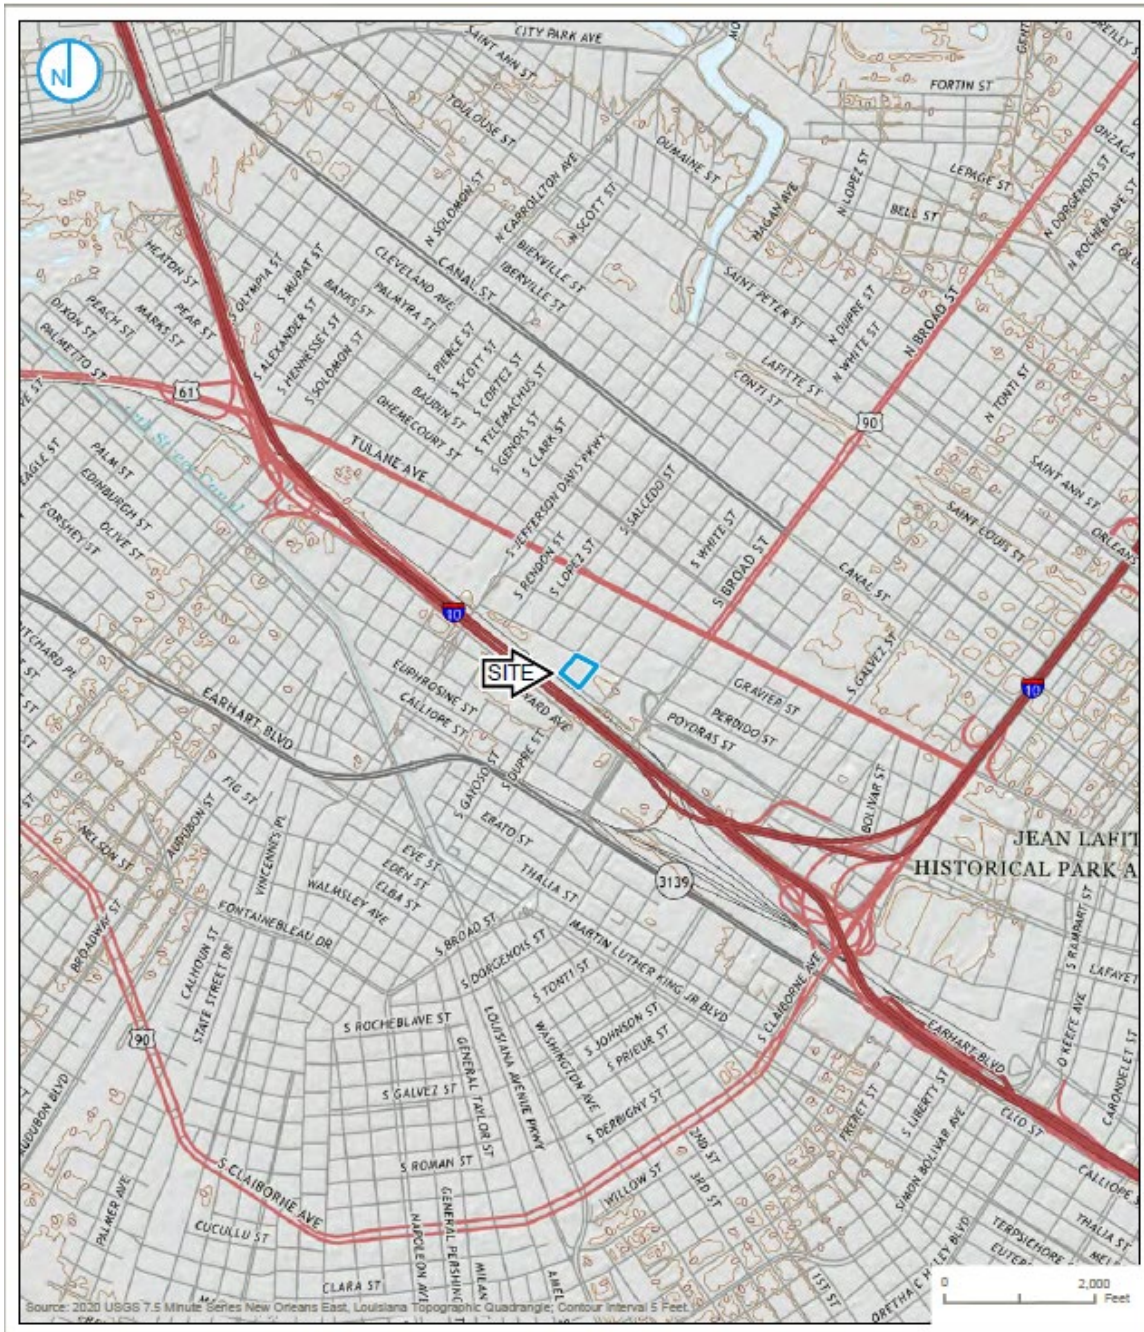 N
CITY PARK AVE
SAINT ANN ST
FORTIN ST
TOULOUSE ST
DUMAINE ST
N LOPEZ ST
LEPAGE ST
BELL ST
N DORGENOIS ST
N ROCHEBLAVE ST
HAGAN AVE
N SOLOMON ST
N CARROLLTON AVE
N SCOTT ST
BIENVILLE ST
IBERVILLE ST
CANAL ST
CLEVELAND AVE
PALMYRA ST
BANKS ST
SAINT PETER ST
N DUPRE ST
N WHITE ST
N BROAD ST
LAFITTE ST
CONTI ST
90
N TONTI ST
SAINT ANN ST
SAINT LOUIS ST
ORLEANS
HEATON ST
S OLYMPIA ST
S MURAT ST
S ALEXANDER ST
S HENNESSEY ST
S SOLOMON ST
DIXON ST
PEACH ST
MARKS ST
PEAR ST
PALMETTO ST
61
S PIERCE ST
S SCOTT ST
S CORTEZ ST
S TELEMACHUS ST
S GENOIS ST
S CLARK ST
BAUDIN ST
DHEMECOURT ST
TULANE AVE
S JEFFERSON DAVIS PKWY
S RENDON ST
S LOPEZ ST
S SALCEDO ST
S WHITE ST
S BROAD ST
CANAL ST
S GALVEZ ST
EAGLE ST
PALM ST
EDINBURGH ST
OLIVE ST
FORSHEY ST
10
SITE
GRAVIER ST
PERDIDO ST
POYDRAS ST
10
EUPHROSINE ST
CALLIOPE ST
EARHART BLVD
S GAYOSO ST
S DUPRE ST
BOLIVAR ST
JEAN LAFIT
HISTORICAL PARK A
3139
FIG ST
AUDUBON ST
NELSON ST
VINCENNES PL
BROADWAY ST
ERATO ST
THALIA ST
EVE ST
EDEN ST
ELBA ST
WALMSLEY AVE
FONTAINEBLEAU DR
S BROAD ST
S DORGENOIS ST
MARTIN LUTHER KING JR BLVD
S TONTI ST
S CLAIBORNE AVE
S RAMPART ST
LAFAYET
CALHOUN ST
STATE STREET DR
S ROCHEBLAVE ST
LOUISIANA AVENUE PKWY
WASHINGTON AVE
S JOHNSON ST
S PRIEUR ST
GENERAL TAYLOR ST
S GALVEZ ST
S DERBIGNY ST
90
EARHART BLVD
O KEEFE AVE
CARONDELET ST
S LIBERTY ST
FRERET ST
SIMON BOLIVAR AVE
CLIO ST
CALLIOPE
S ROMAN ST
2ND ST
3RD ST
WILLOW ST
S CLAIBORNE AVE
PALMER AVE
CUCULLU ST
NAPOLEON AVE
GENERAL PERSHING
MILAN
CLARA ST
1ST ST
TERPSICHORE
THALIA ST
0 2,000
Feet
Source: 2020 USGS 7.5 Minute Series New Orleans East, Louisiana Topographic Quadrangle; Contour Interval 5 Feet.